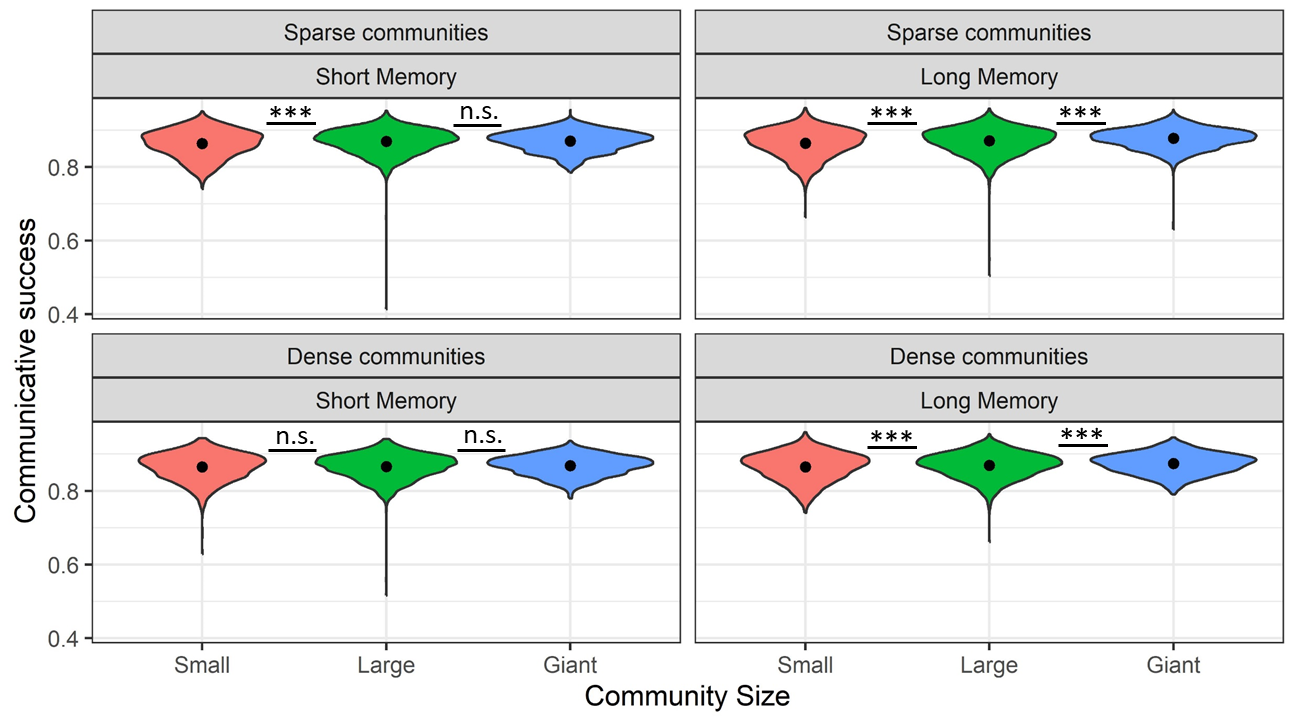 Sparse communities
Short Memory
*** n.s.
Sparse communities
Long Memory
*** ***
0.8
0.6
0.4
Dense communities
Short Memory
n.s. n.s.
Dense communities
Long Memory
*** ***
0.8
0.6
0.4
Communicative success
Small Large Giant
Small Large Giant
Community Size